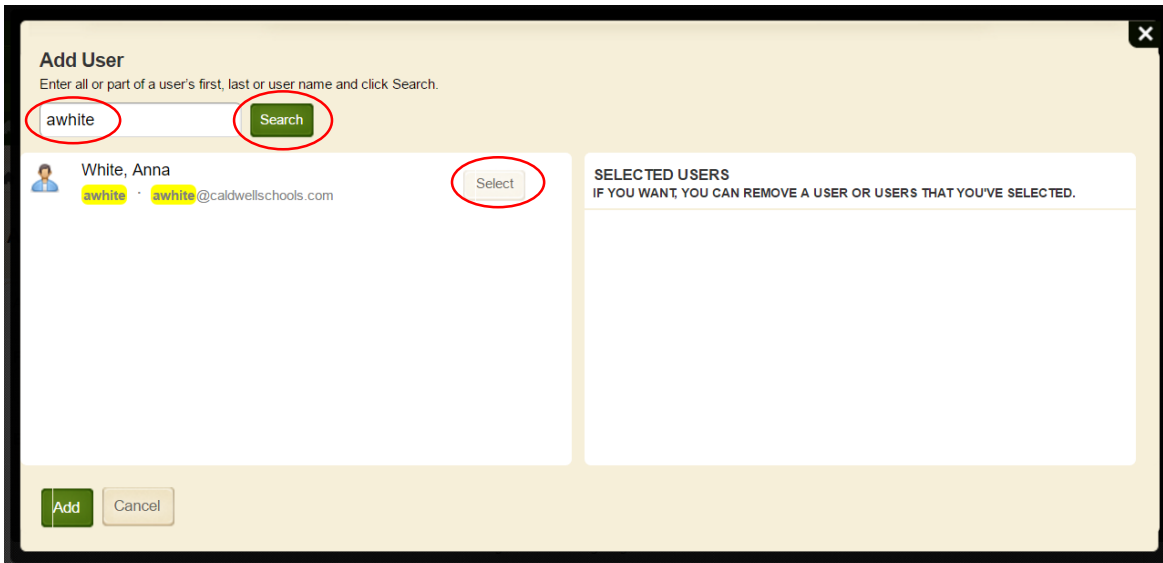 Add User
Enter all or part of a user's first, last or user name and click Search.
awhite Search
White, Anna
awhite · awhite@caldwellschools.com
Select
SELECTED USERS
IF YOU WANT, YOU CAN REMOVE A USER OR USERS THAT YOU'VE SELECTED.
Add Cancel